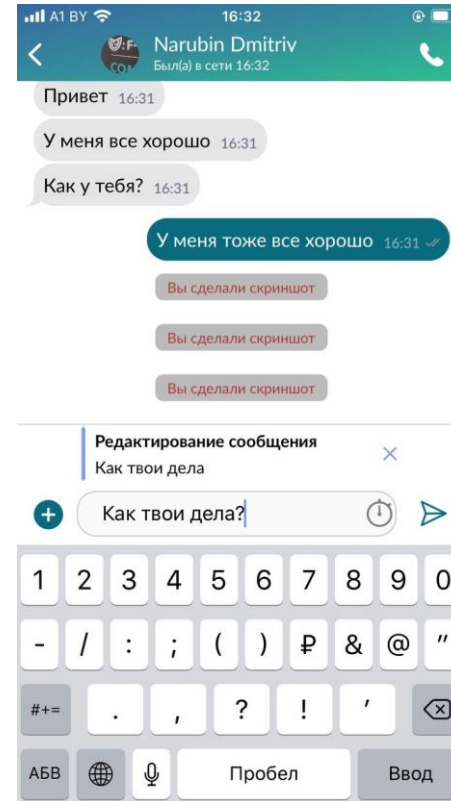 A1 BY 16:32
Narubin Dmitriy
Был(а) в сети 16:32
Привет 16:31
У меня все хорошо 16:31
Как у тебя? 16:31
У меня тоже все хорошо 16:31
Вы сделали скриншот
Вы сделали скриншот
Вы сделали скриншот
Редактирование сообщения
Как твои дела
Как твои дела?
1 2 3 4 5 6 7 8 9 0
- / : ; ( ) ₽ & @ "
#+= . , ? ! '
АБВ Пробел Ввод